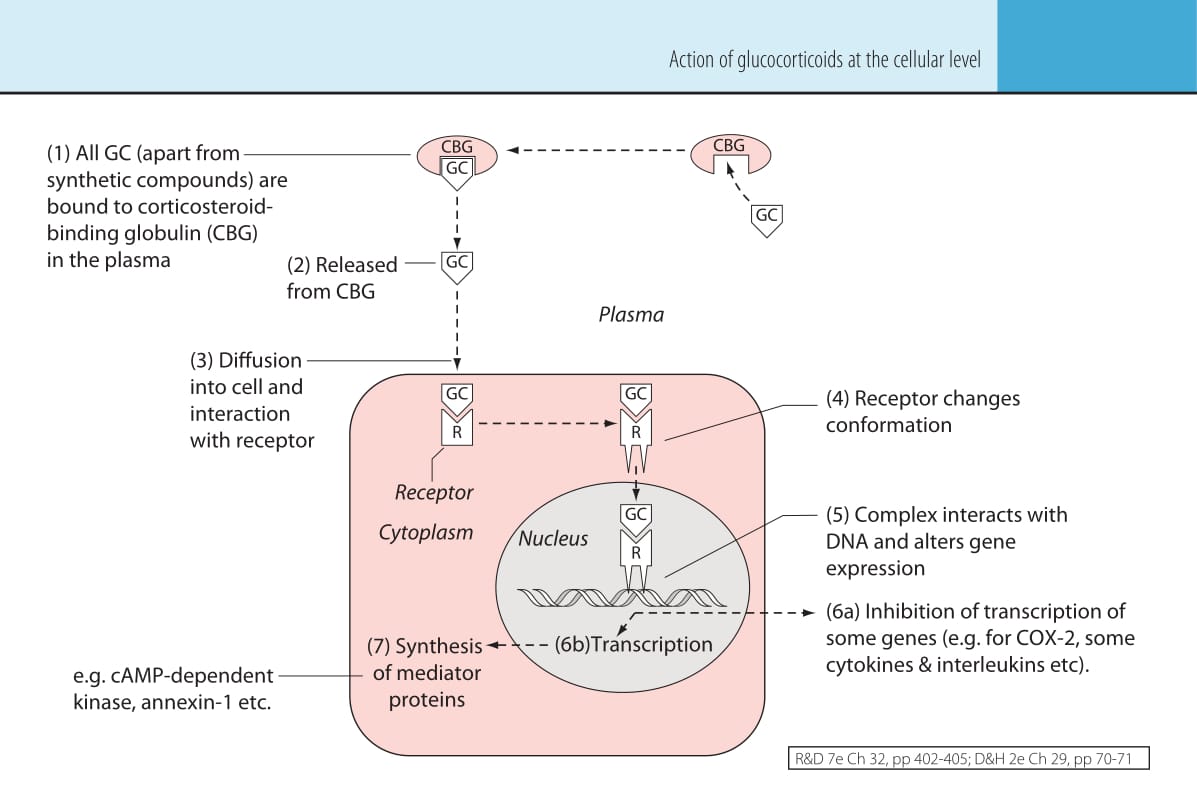 Action of glucocorticoids at the cellular level
(1) All GC (apart from
synthetic compounds) are
bound to corticosteroid-
binding globulin (CBG)
in the plasma
CBG
GC
CBG
GC
(2) Released
from CBG
GC
Plasma
(3) Diffusion
into cell and
interaction
with receptor
GC
R
GC
R
(4) Receptor changes
conformation
Receptor
Cytoplasm
Nucleus
GC
R
(5) Complex interacts with
DNA and alters gene
expression
(6a) Inhibition of transcription of
some genes (e.g. for COX-2, some
cytokines & interleukins etc).
(6b)Transcription
(7) Synthesis
of mediator
proteins
e.g. cAMP-dependent
kinase, annexin-1 etc.
R&D 7e Ch 32, pp 402-405; D&H 2e Ch 29, pp 70-71